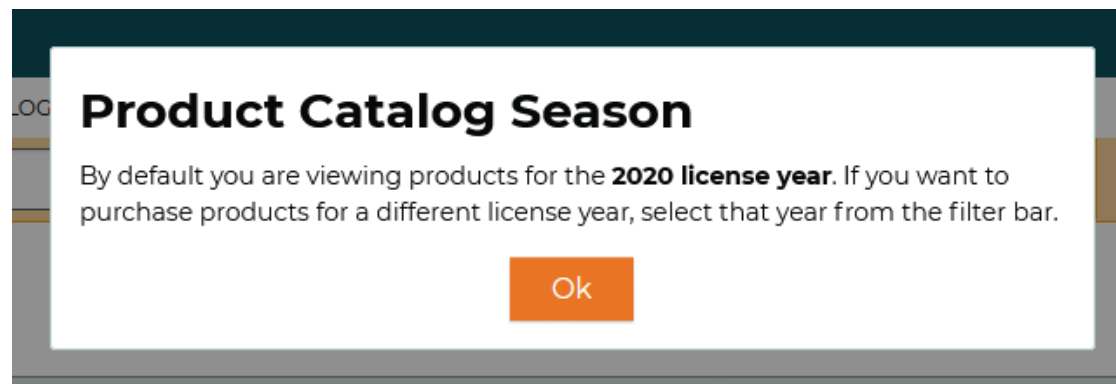 LOG
Product Catalog Season
By default you are viewing products for the 2020 license year. If you want to
purchase products for a different license year, select that year from the filter bar.
Ok